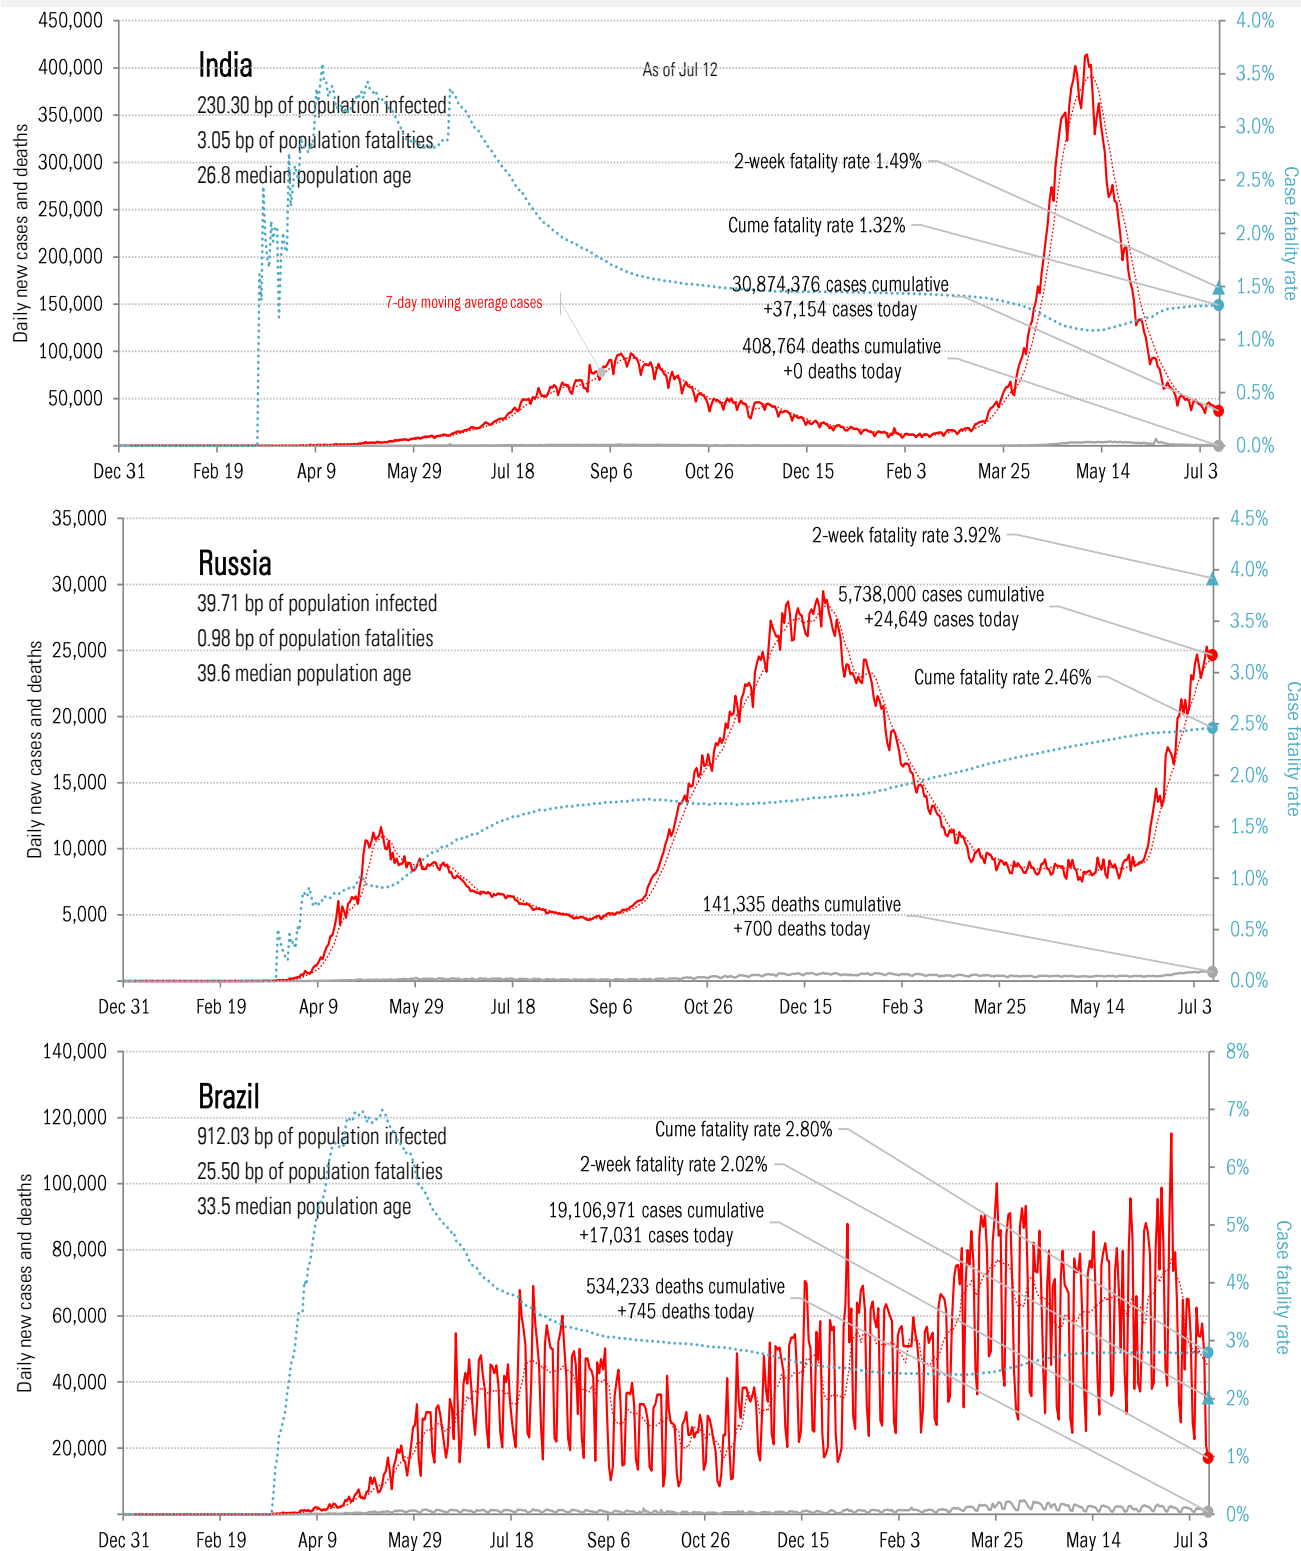 450,000
400,000
350,000
300,000
250,000
200,000
150,000
100,000
50,000
Daily new cases and deaths
4.0%
3.5%
3.0%
2.5%
2.0%
1.5%
1.0%
0.5%
0.0%
Case fatality rate
India
230.30 bp of population infected
3.05 bp of population fatalities
26.8 median population age
As of Jul 12
2-week fatality rate 1.49%
Cume fatality rate 1.32%
30,874,376 cases cumulative
+37,154 cases today
7-day moving average cases
408,764 deaths cumulative
+0 deaths today
Dec 31 Feb 19 Apr 9 May 29 Jul 18 Sep 6 Oct 26 Dec 15 Feb 3 Mar 25 May 14 Jul 3
35,000
30,000
25,000
20,000
15,000
10,000
5,000
Daily new cases and deaths
4.5%
4.0%
3.5%
3.0%
2.5%
2.0%
1.5%
1.0%
0.5%
0.0%
Case fatality rate
Russia
39.71 bp of population infected
0.98 bp of population fatalities
39.6 median population age
2-week fatality rate 3.92%
5,738,000 cases cumulative
+24,649 cases today
Cume fatality rate 2.46%
141,335 deaths cumulative
+700 deaths today
Dec 31 Feb 19 Apr 9 May 29 Jul 18 Sep 6 Oct 26 Dec 15 Feb 3 Mar 25 May 14 Jul 3
140,000
120,000
100,000
80,000
60,000
40,000
20,000
Daily new cases and deaths
8%
7%
6%
5%
4%
3%
2%
1%
0%
Case fatality rate
Brazil
912.03 bp of population infected
25.50 bp of population fatalities
33.5 median population age
Cume fatality rate 2.80%
2-week fatality rate 2.02%
19,106,971 cases cumulative
+17,031 cases today
534,233 deaths cumulative
+745 deaths today
Dec 31 Feb 19 Apr 9 May 29 Jul 18 Sep 6 Oct 26 Dec 15 Feb 3 Mar 25 May 14 Jul 3